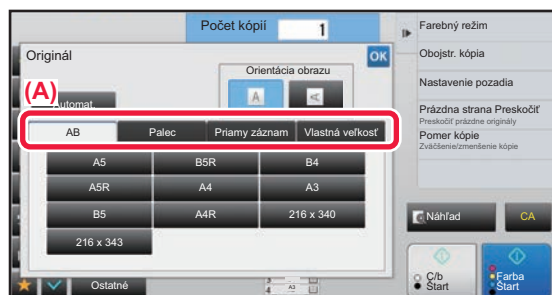 Počet kópií 1
Originál
OK
Orientácia obrazu
A
A
(A)
Automat.
AB
Palec
Priamy záznam
Vlastná veľkosť
A5
B5R
B4
A5R
A4
A3
B5
A4R
216 x 340
216 x 343
Ostatné
4
A3
Farebný režim
Obojstr. kópia
Nastavenie pozadia
Prázdna strana Preskočiť
Preskočiť prázdne originály
Pomer kópie
Zväčšenie/zmenšenie kópie
Náhľad
CA
Č/b
Štart
Farba
Štart